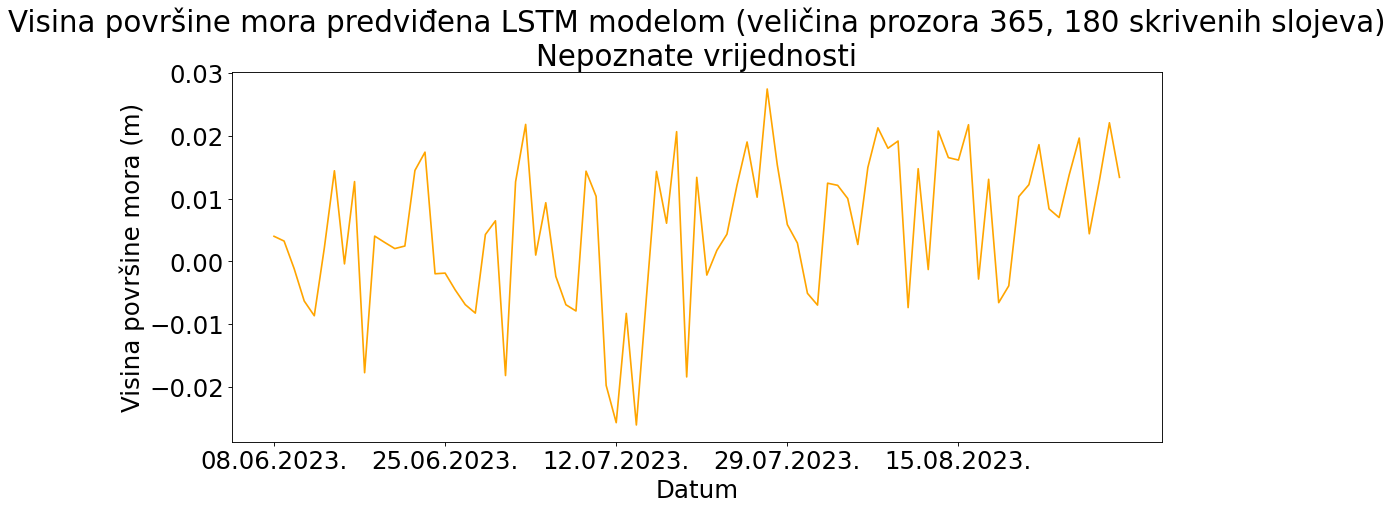 Visina površine mora predviđena LSTM modelom (veličina prozora 365, 180 skrivenih slojeva)
Nepoznate vrijednosti
Visina površine mora (m)
0.03
0.02
0.01
0.00
−0.01
−0.02
08.06.2023. 25.06.2023. 12.07.2023. 29.07.2023. 15.08.2023.
Datum